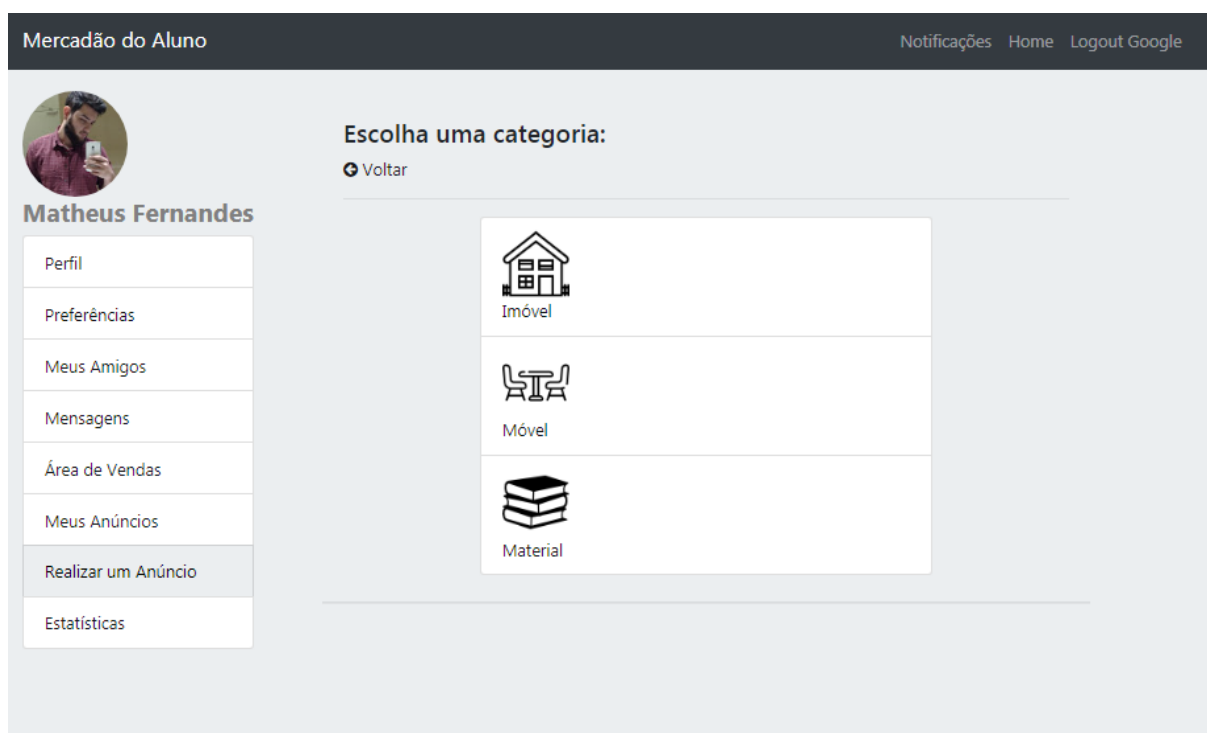 Mercadão do Aluno
Notificações Home Logout Google
Matheus Fernandes
Perfil
Preferências
Meus Amigos
Mensagens
Área de Vendas
Meus Anúncios
Realizar um Anúncio
Estatísticas
Escolha uma categoria:
Voltar
Imóvel
Móvel
Material